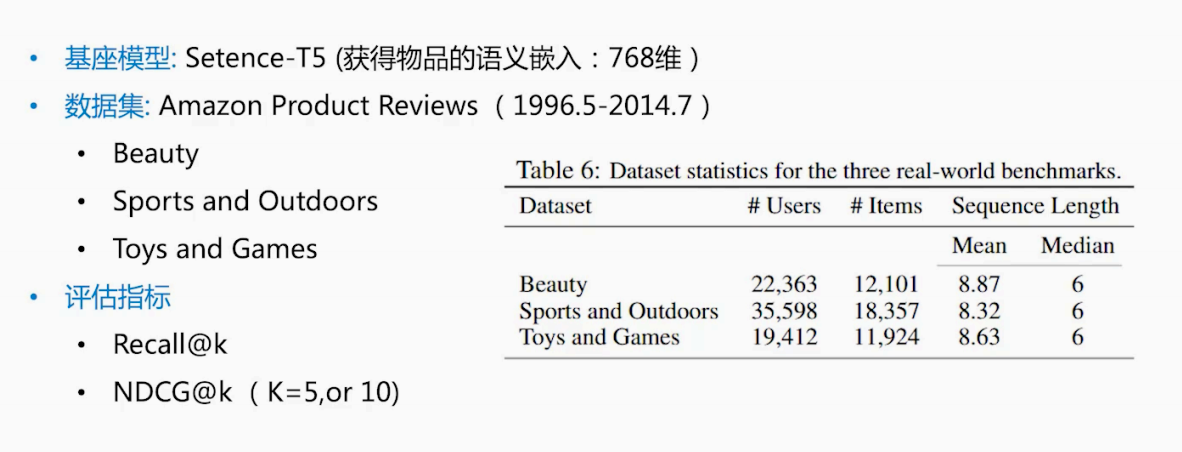 • 基座模型: Setence-T5 (获得物品的语义嵌入：768维 ）
• 数据集: Amazon Product Reviews （ 1996.5-2014.7 ）
• Beauty
• Sports and Outdoors
• Toys and Games
• 评估指标
• Recall@k
• NDCG@k （ K=5,or 10)
Table 6: Dataset statistics for the three real-world benchmarks.
Dataset # Users # Items Sequence Length
Mean Median
Beauty 22,363 12,101 8.87 6
Sports and Outdoors 35,598 18,357 8.32 6
Toys and Games 19,412 11,924 8.63 6